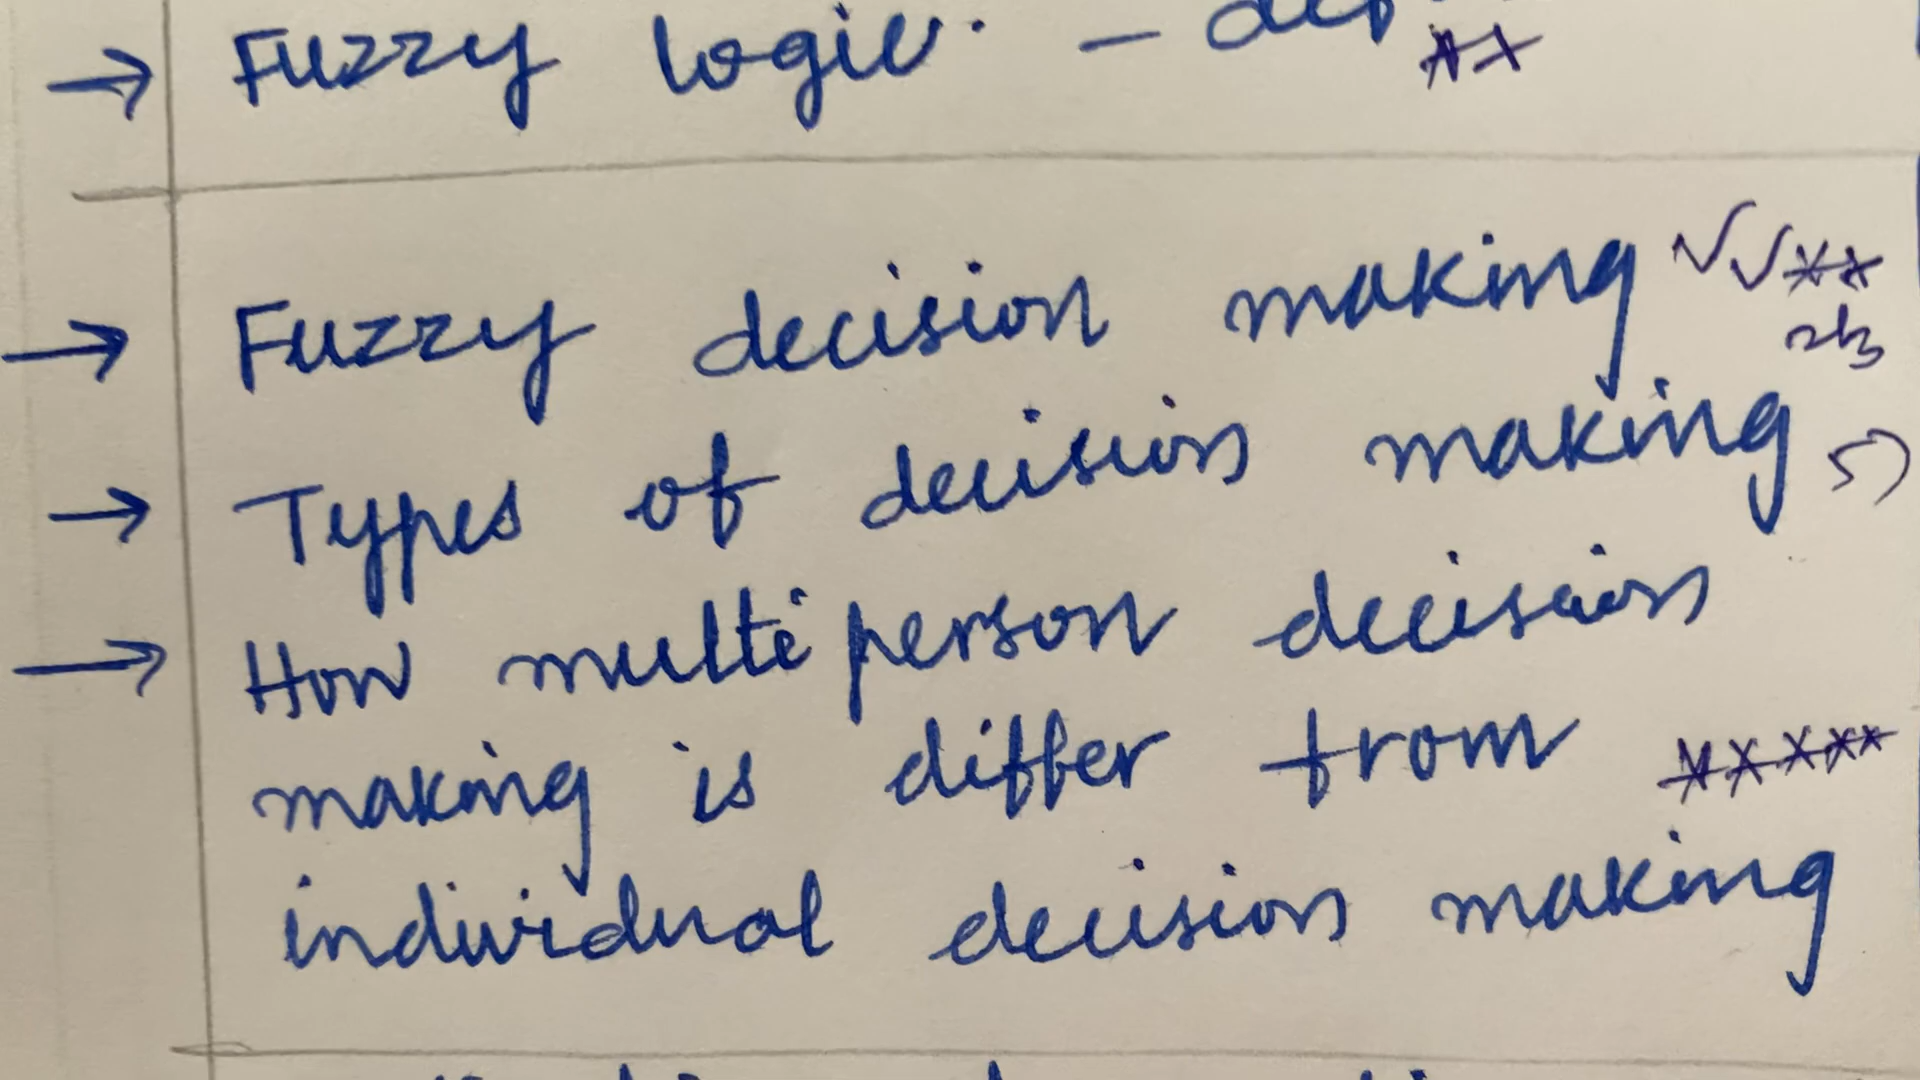 → Fuzzy logic. - def **
→ Fuzzy decision making ✓✓**
→ Types of decision making 5)
→ How multi person decision
making is differ from *****
individual decision making